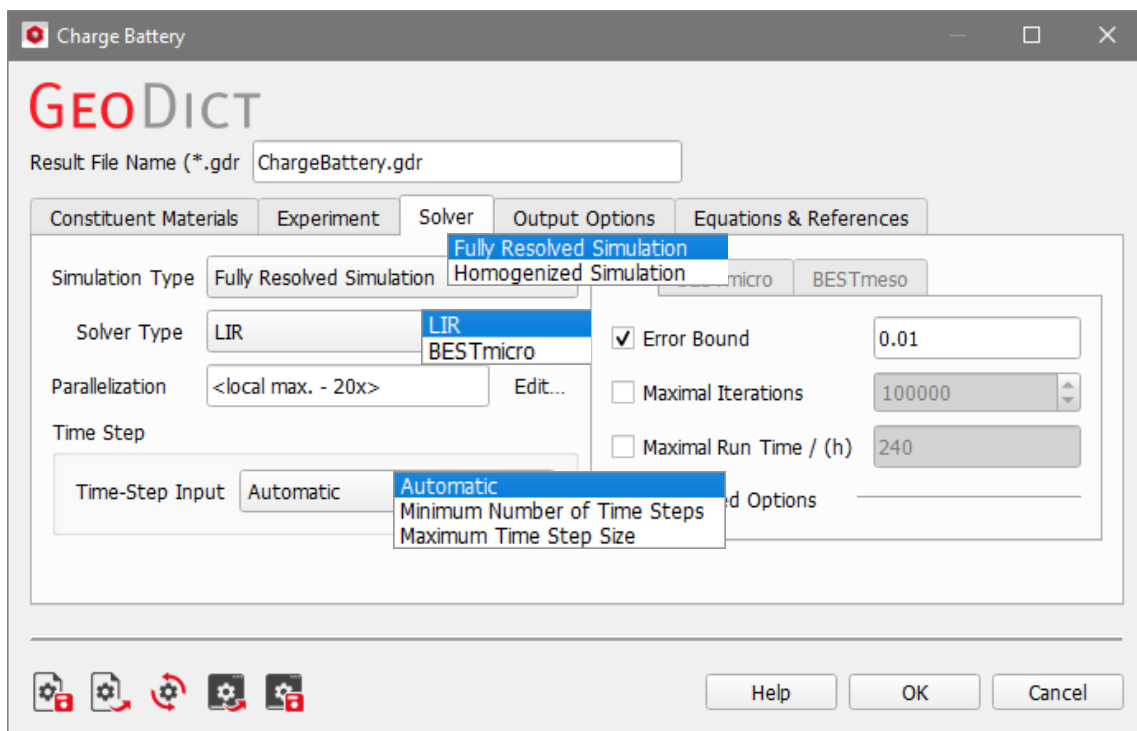 Charge Battery
GEODICT
Result File Name (*.gdr ChargeBattery.gdr
Constituent Materials Experiment Solver Output Options Equations & References
Fully Resolved Simulation
Homogenized Simulation
Simulation Type Fully Resolved Simulation
micro BESTmeso
Solver Type LIR
LIR
BESTmicro
Parallelization <local max. - 20x> Edit...
Time Step
Time-Step Input Automatic
Automatic
Minimum Number of Time Steps
Maximum Time Step Size
Error Bound 0.01
Maximal Iterations 100000
Maximal Run Time / (h) 240
ed Options
Help OK Cancel